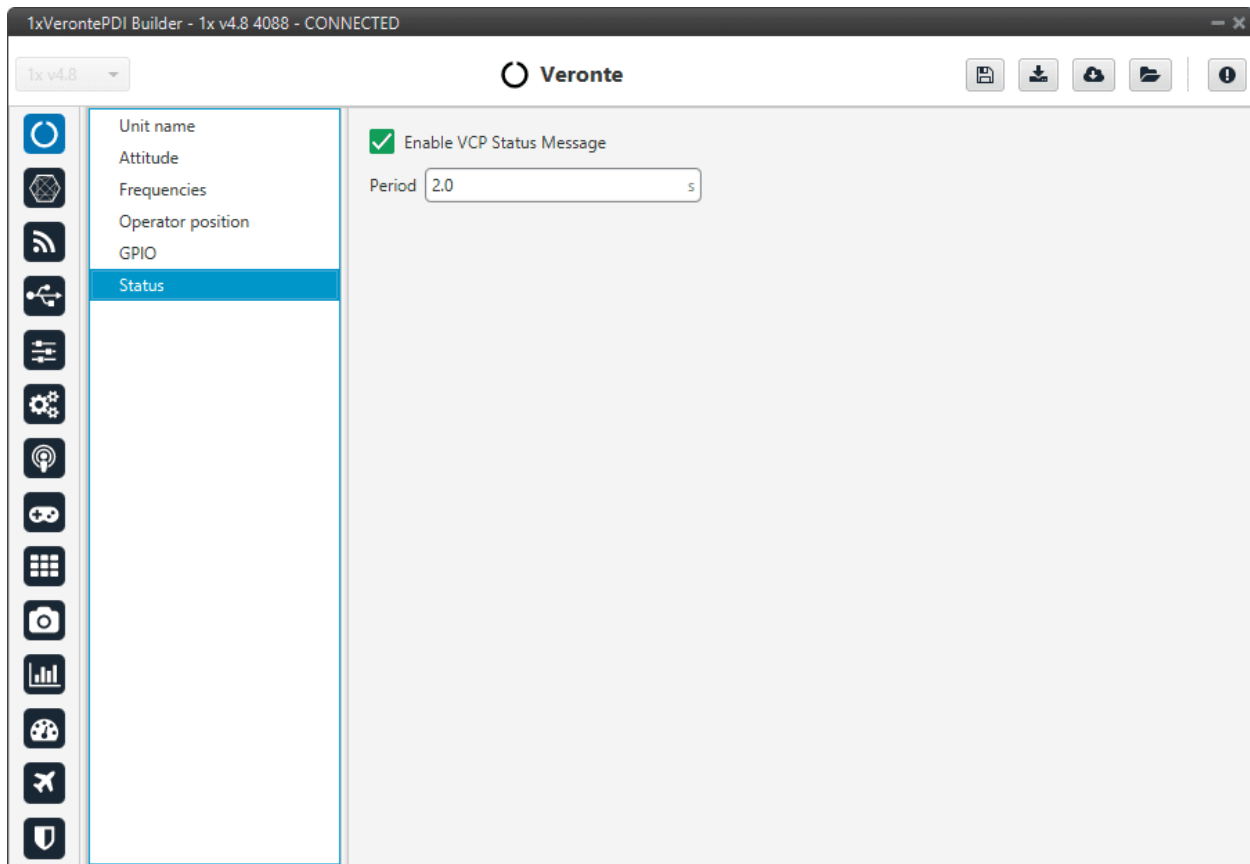 1xVerontePDI Builder - 1x v4.8 4088 - CONNECTED
1x v4.8
Veronte
Unit name
Attitude
Frequencies
Operator position
GPIO
Status
Enable VCP Status Message
Period 2.0 s